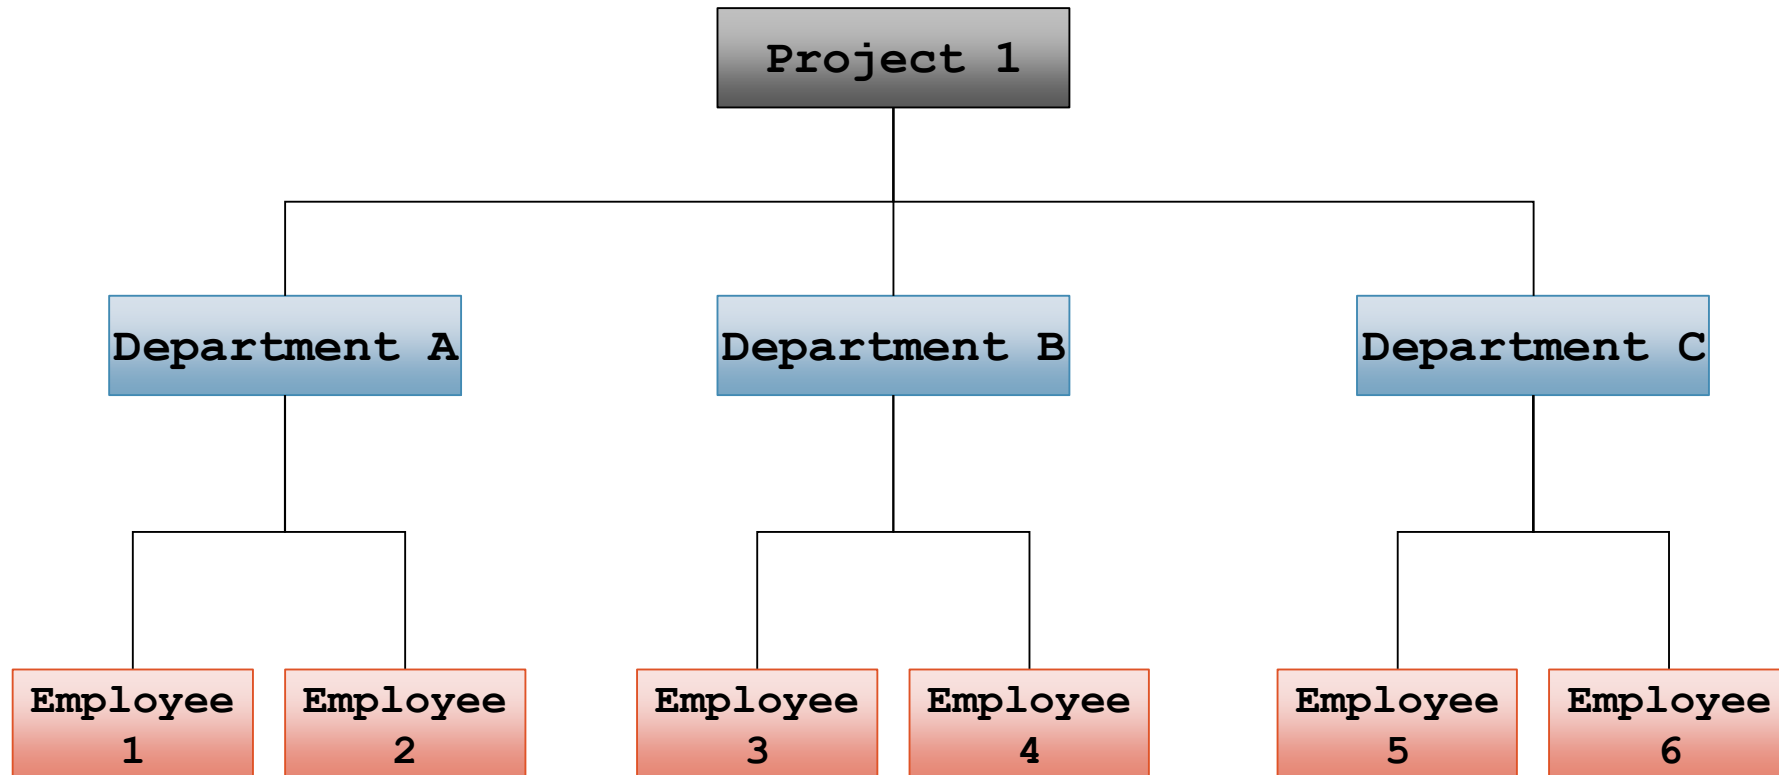 Project 1
Department A
Department B
Department C
Employee
1
Employee
2
Employee
3
Employee
4
Employee
5
Employee
6